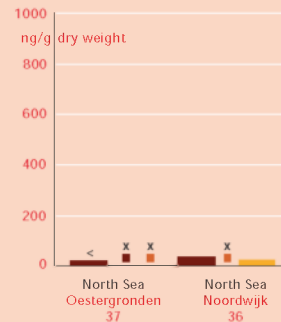 1000
ng/g dry weight
800
600
400
200
0
< x x x
North Sea North Sea
Oestergronden Noordwijk
37 36